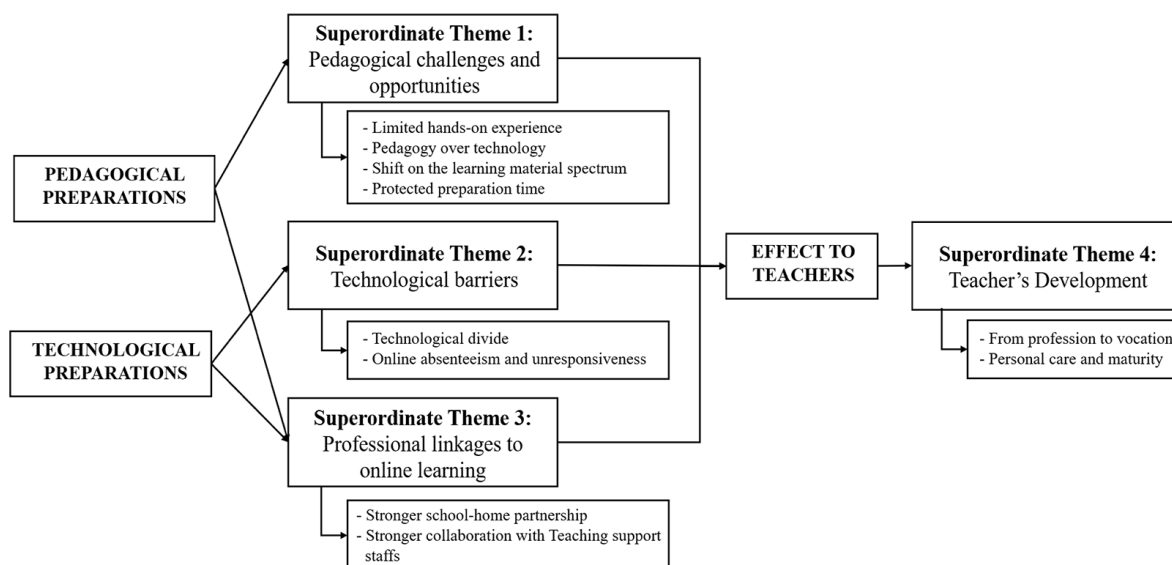 PEDAGOGICAL
PREPARATIONS
TECHNOLOGICAL
PREPARATIONS
Superordinate Theme 1:
Pedagogical challenges and
opportunities
- Limited hands-on experience
- Pedagogy over technology
- Shift on the learning material spectrum
- Protected preparation time
Superordinate Theme 2:
Technological barriers
- Technological divide
- Online absenteeism and unresponsiveness
Superordinate Theme 3:
Professional linkages to
online learning
- Stronger school-home partnership
- Stronger collaboration with Teaching support
staffs
EFFECT TO
TEACHERS
Superordinate Theme 4:
Teacher's Development
- From profession to vocation
- Personal care and maturity